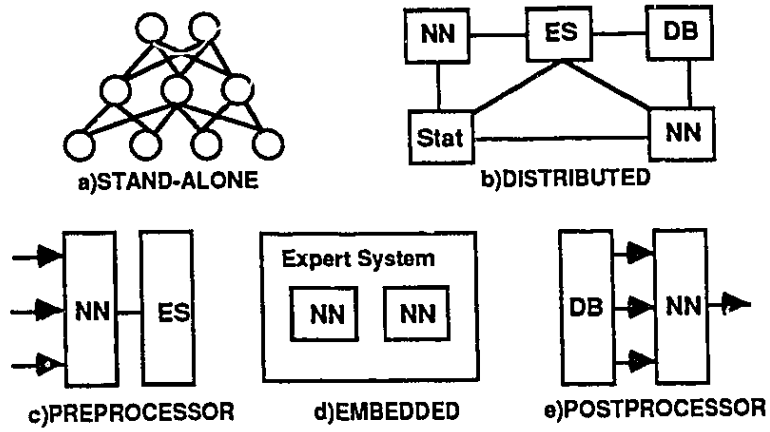 NN ES DB
Stat NN
a)STAND-ALONE
b)DISTRIBUTED
NN ES
Expert System
NN NN
DB NN
c)PREPROCESSOR
d)EMBEDDED
e)POSTPROCESSOR